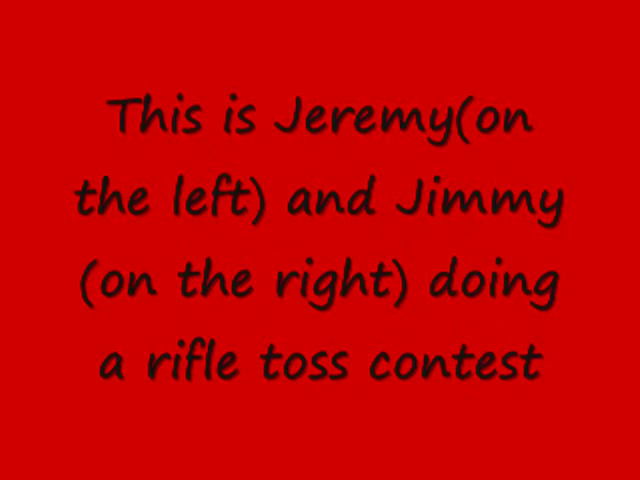 This is Jeremy(on
the left) and Jimmy
(on the right) doing
a rifle toss contest